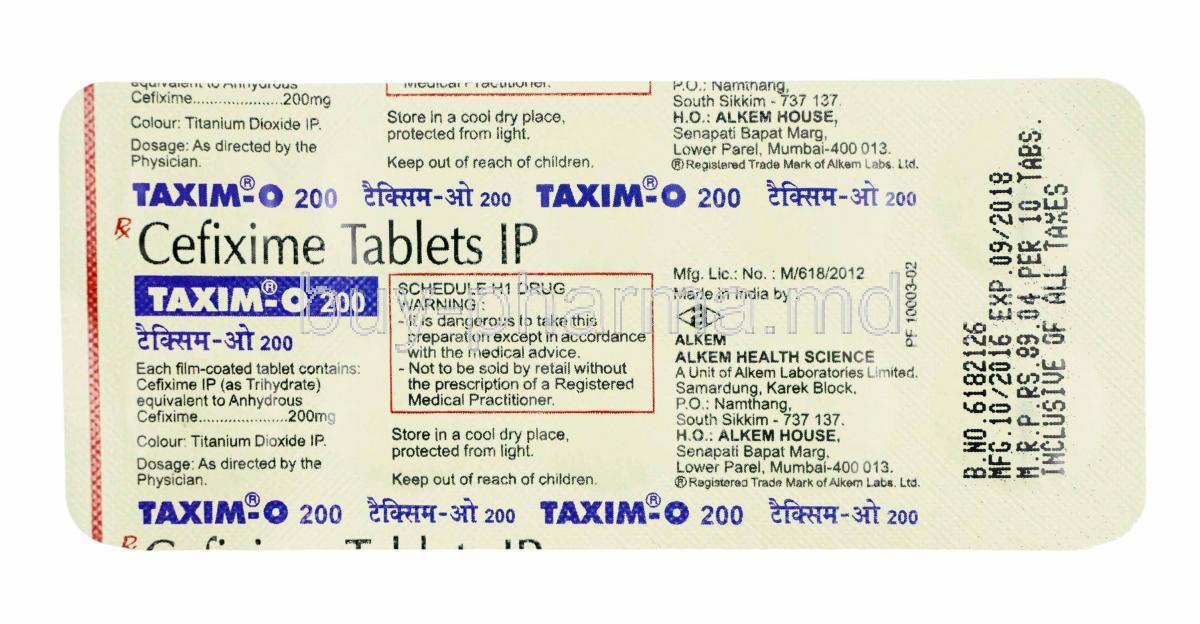 equivalent to Anhydrous
Cefixime....................200mg
Colour: Titanium Dioxide IP.
Dosage: As directed by the
Physician.
Medical Practitioner.
Store in a cool dry place,
protected from light.
Keep out of reach of children.
P.O.: Namthang,
South Sikkim - 737 137.
H.O.: ALKEM HOUSE,
Senapati Bapat Marg,
Lower Parel, Mumbai-400 013.
® Registered Trade Mark of Alkem Labs. Ltd.
TAXIM®-O 200 टैक्सिम-ओ 200 TAXIM®-O 200 टैक्सिम-ओ 200
Rx Cefixime Tablets IP
TAXIM®-O 200
टैक्सिम-ओ 200
Each film-coated tablet contains:
Cefixime IP (as Trihydrate)
equivalent to Anhydrous
Cefixime....................200mg
Colour: Titanium Dioxide IP.
Dosage: As directed by the
Physician.
SCHEDULE H1 DRUG
WARNING :
- It is dangerous to take this
preparation except in accordance
with the medical advice.
- Not to be sold by retail without
the prescription of a Registered
Medical Practitioner.
Store in a cool dry place,
protected from light.
Keep out of reach of children.
Mfg. Lic.: No. : M/618/2012
Made in India by
ALKEM
ALKEM HEALTH SCIENCE
A Unit of Alkem Laboratories Limited.
Samardung, Karek Block,
P.O.: Namthang,
South Sikkim - 737 137.
H.O.: ALKEM HOUSE,
Senapati Bapat Marg,
Lower Parel, Mumbai-400 013.
® Registered Trade Mark of Alkem Labs. Ltd.
PF 10003-02
B.NO 6182126
MFG.10/2016 EXP.09/2018
M.R.P.RS.89.04 PER 10 TABS.
INCLUSIVE OF ALL TAXES
TAXIM®-O 200 टैक्सिम-ओ 200 TAXIM®-O 200 टैक्सिम-ओ 200
Rx Cefixime Tablets IP
buy-pharma.md